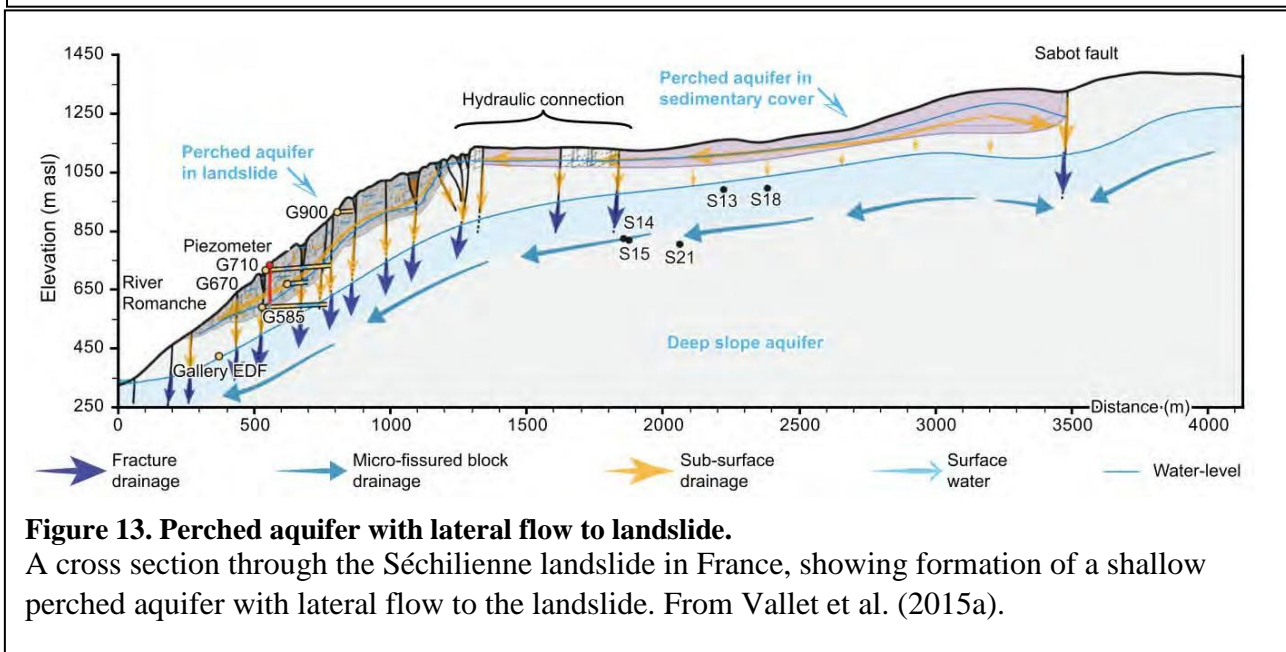 1450
1250
1050
850
650
450
250
Elevation (m asl)
Sabot fault
Perched aquifer in
sedimentary cover
Hydraulic connection
Perched aquifer
in landslide
G900
S13 S18
S14
S15 S21
Piezometer
G710
G670
River
Romanche
G585
Gallery EDF
Deep slope aquifer
Distance (m)
0 500 1000 1500 2000 2500 3000 3500 4000
Fracture
drainage
Micro-fissured block
drainage
Sub-surface
drainage
Surface
water
Water-level
Figure 13. Perched aquifer with lateral flow to landslide.
A cross section through the Séchilienne landslide in France, showing formation of a shallow
perched aquifer with lateral flow to the landslide. From Vallet et al. (2015a).